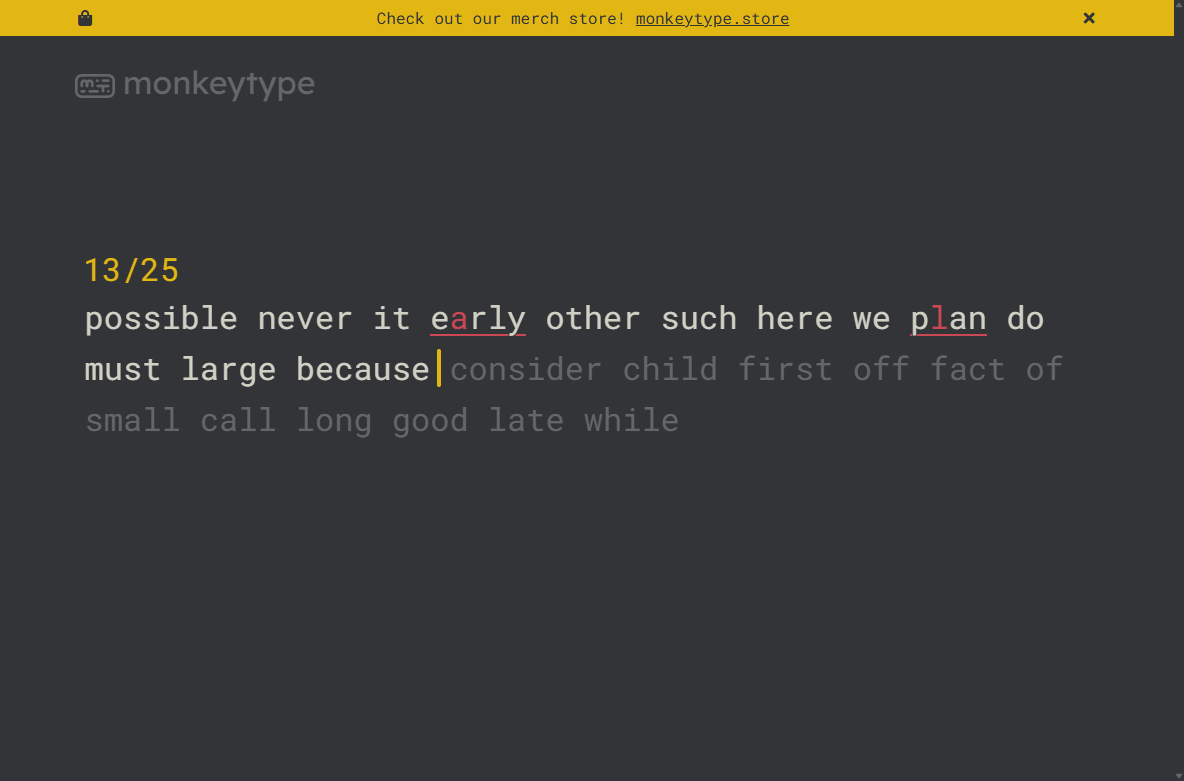 Check out our merch store! monkeytype.store
monkeytype
13/25
possible never it early other such here we plan do
must large because consider child first off fact of
small call long good late while